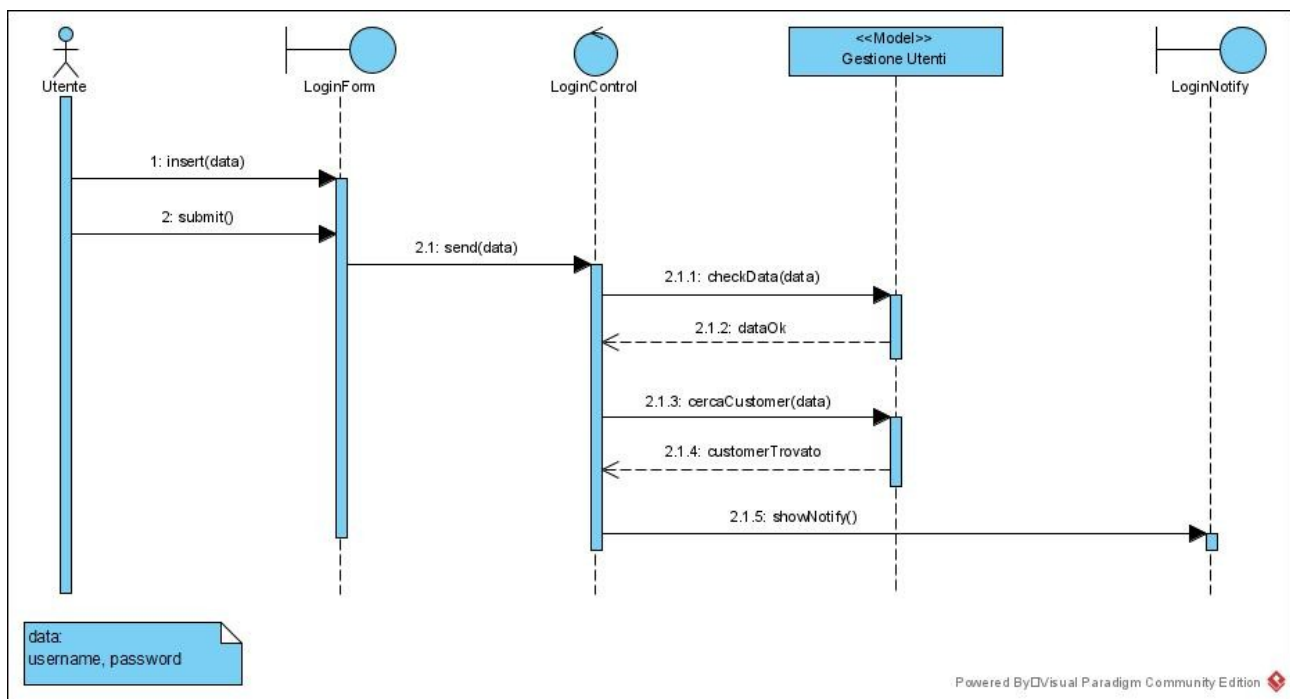 <<Model>>
Gestione Utenti
Utente
LoginForm
LoginControl
LoginNotify
1: insert(data)
2: submit()
2.1: send(data)
2.1.1: checkData(data)
2.1.2: dataOk
2.1.3: cercaCustomer(data)
2.1.4: customerTrovato
2.1.5: showNotify()
data:
username, password
Powered By□Visual Paradigm Community Edition